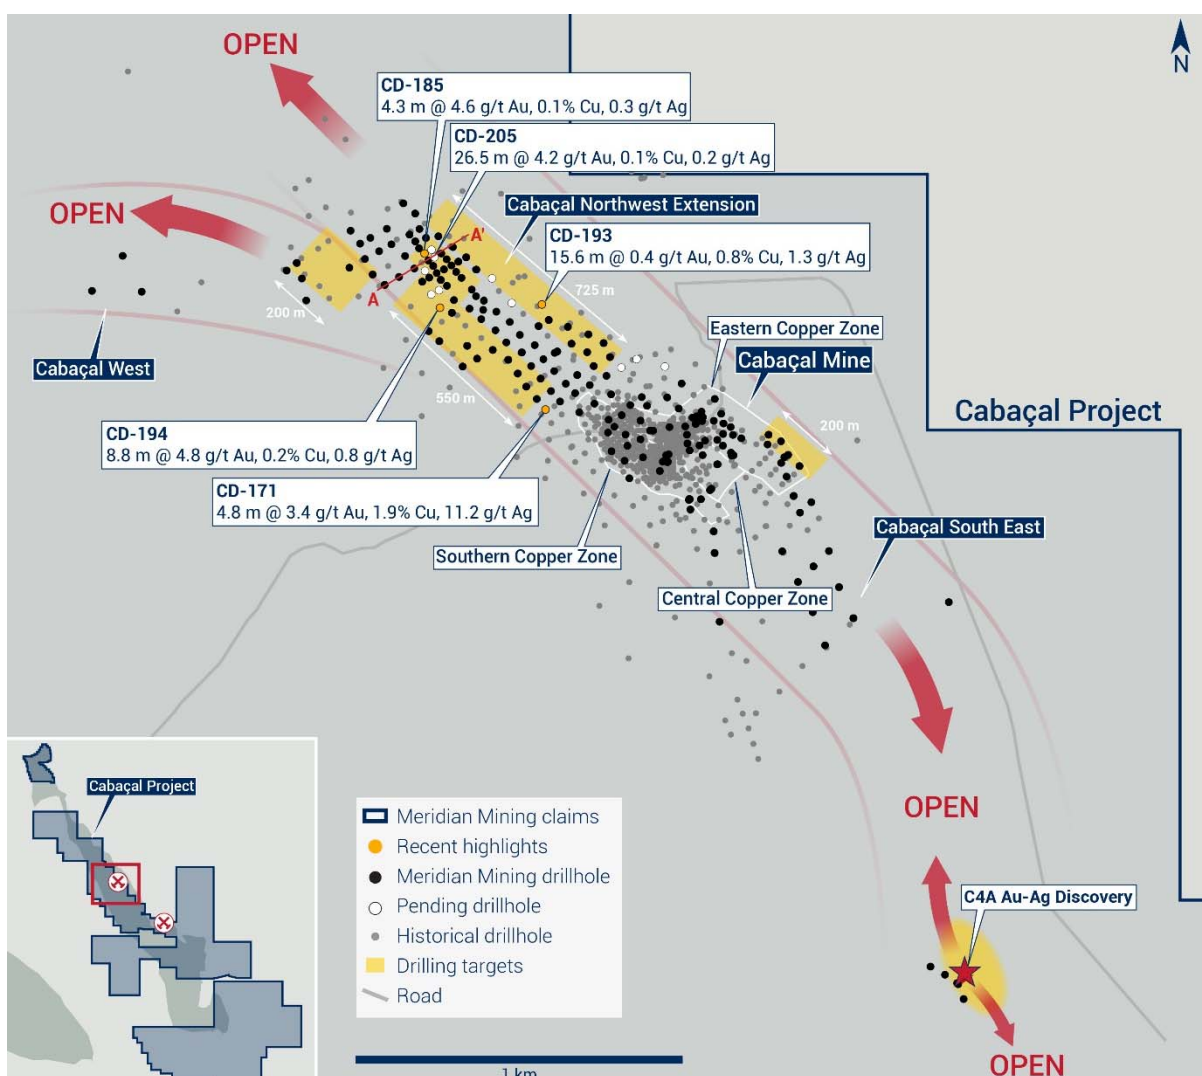 OPEN
N
CD-185
4.3 m @ 4.6 g/t Au, 0.1% Cu, 0.3 g/t Ag
CD-205
26.5 m @ 4.2 g/t Au, 0.1% Cu, 0.2 g/t Ag
OPEN
Cabaçal Northwest Extension
A'
CD-193
15.6 m @ 0.4 g/t Au, 0.8% Cu, 1.3 g/t Ag
A
725 m
200 m
Eastern Copper Zone
Cabaçal West
Cabaçal Mine
550 m
Cabaçal Project
200 m
CD-194
8.8 m @ 4.8 g/t Au, 0.2% Cu, 0.8 g/t Ag
CD-171
4.8 m @ 3.4 g/t Au, 1.9% Cu, 11.2 g/t Ag
Cabaçal South East
Southern Copper Zone
Central Copper Zone
Cabaçal Project
OPEN
Meridian Mining claims
Recent highlights
Meridian Mining drillhole
Pending drillhole
Historical drillhole
Drilling targets
Road
C4A Au-Ag Discovery
OPEN
1 km